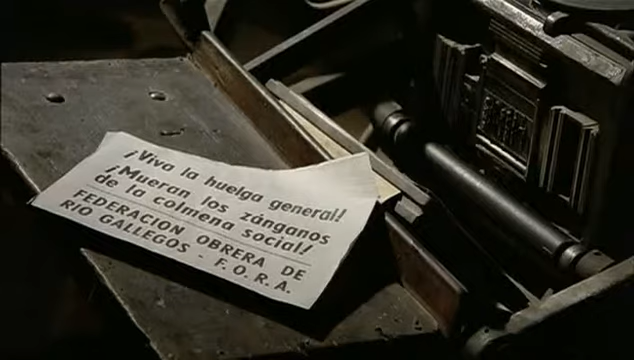 ¡Viva la huelga general!
¡Mueran los zánganos
de la colmena social!
FEDERACION OBRERA DE
RIO GALLEGOS - F. O. R. A.